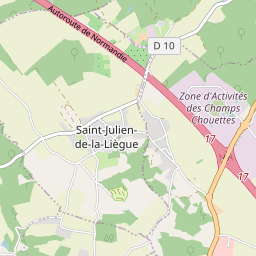 Autoroute de Normandie
D 10
Zone d'Activités
des Champs
Chouettes
Saint-Julien-
de-la-Liègue
17
17